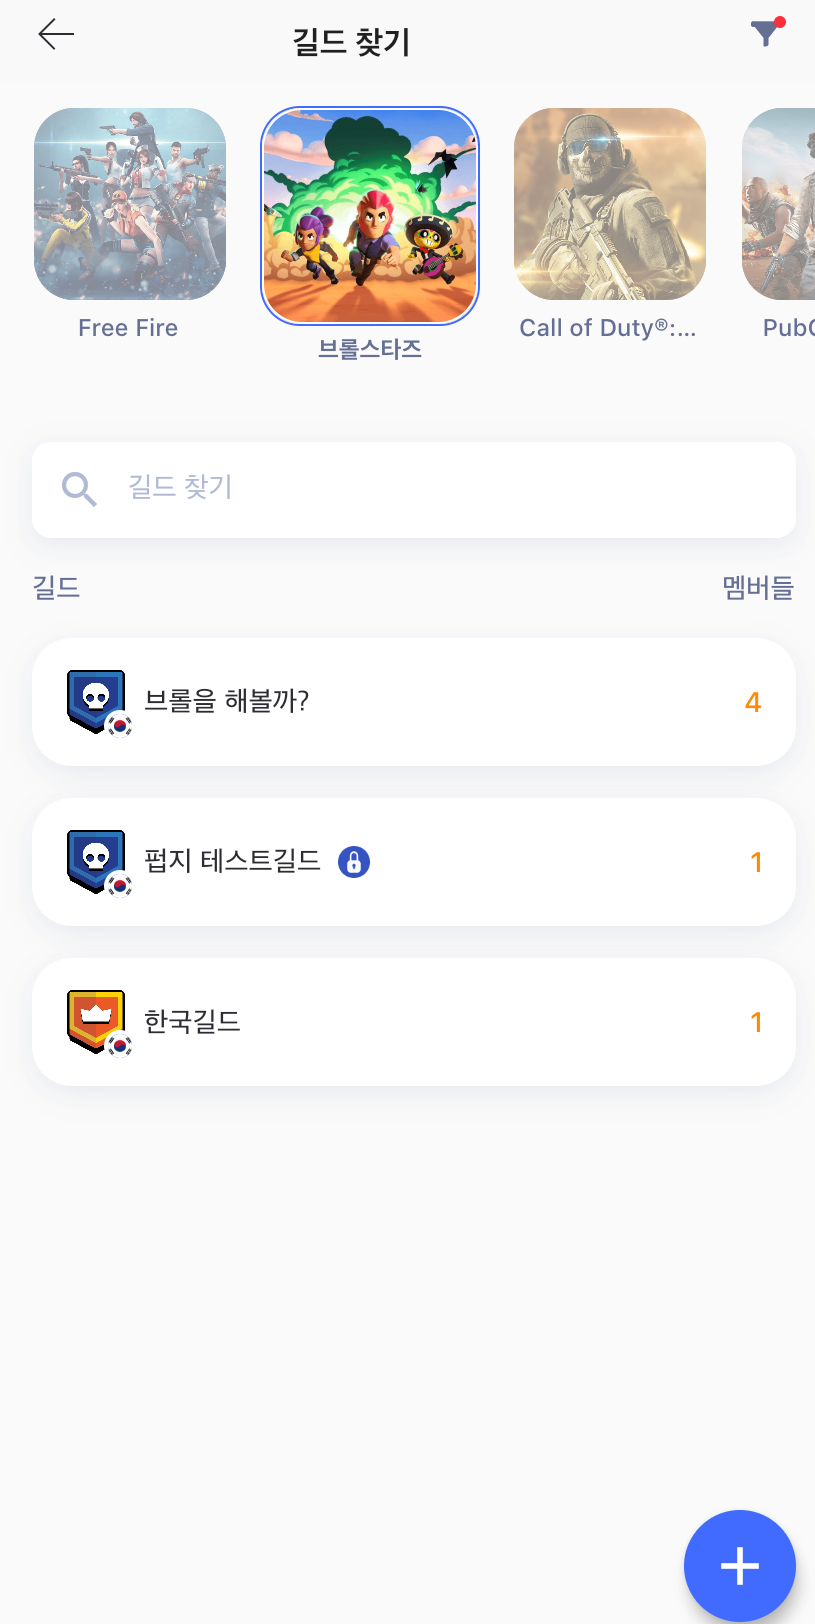 길드 찾기
Free Fire
브롤스타즈
Call of Duty®:...
길드 찾기
길드
멤버들
브롤을 해볼까?
4
펍지 테스트길드
1
한국길드
1